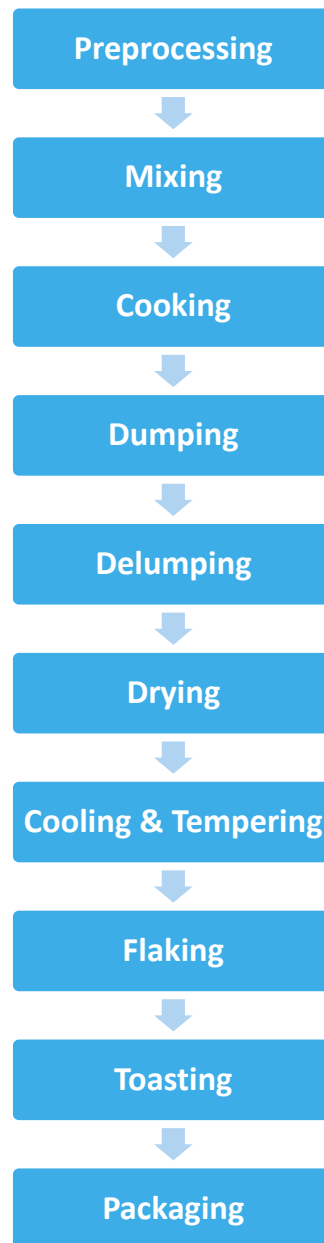 Preprocessing
Mixing
Cooking
Dumping
Delumping
Drying
Cooling & Tempering
Flaking
Toasting
Packaging